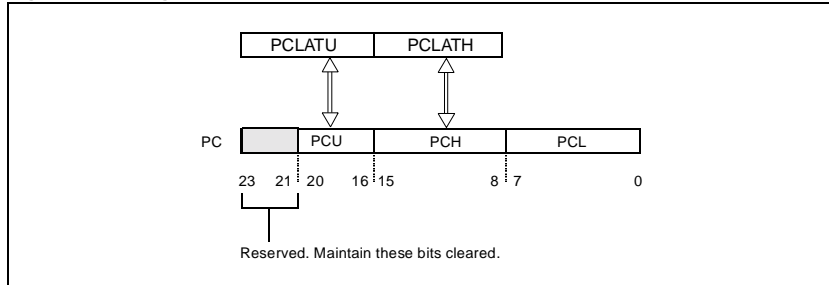 PCLATU PCLATH
PC PCU PCH PCL
23 21 20 16 15 8 7 0
Reserved. Maintain these bits cleared.